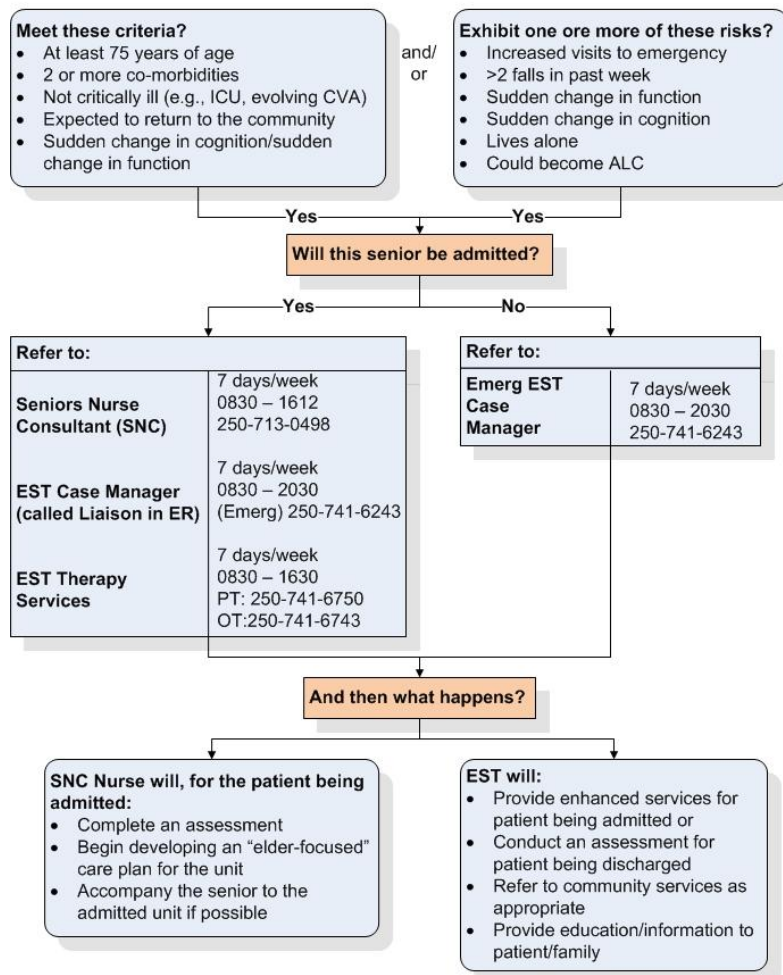 Meet these criteria?
• At least 75 years of age
• 2 or more co-morbidities
• Not critically ill (e.g., ICU, evolving CVA)
• Expected to return to the community
• Sudden change in cognition/sudden
change in function
and/
or
Exhibit one ore more of these risks?
• Increased visits to emergency
• >2 falls in past week
• Sudden change in function
• Sudden change in cognition
• Lives alone
• Could become ALC
Yes
Yes
Will this senior be admitted?
Yes
No
Refer to:
Seniors Nurse
Consultant (SNC)
7 days/week
0830 – 1612
250-713-0498
EST Case Manager
(called Liaison in ER)
7 days/week
0830 – 2030
(Emerg) 250-741-6243
EST Therapy
Services
7 days/week
0830 – 1630
PT: 250-741-6750
OT:250-741-6743
Refer to:
Emerg EST
Case
Manager
7 days/week
0830 – 2030
250-741-6243
And then what happens?
SNC Nurse will, for the patient being
admitted:
• Complete an assessment
• Begin developing an “elder-focused”
care plan for the unit
• Accompany the senior to the
admitted unit if possible
EST will:
• Provide enhanced services for
patient being admitted or
• Conduct an assessment for
patient being discharged
• Refer to community services as
appropriate
• Provide education/information to
patient/family